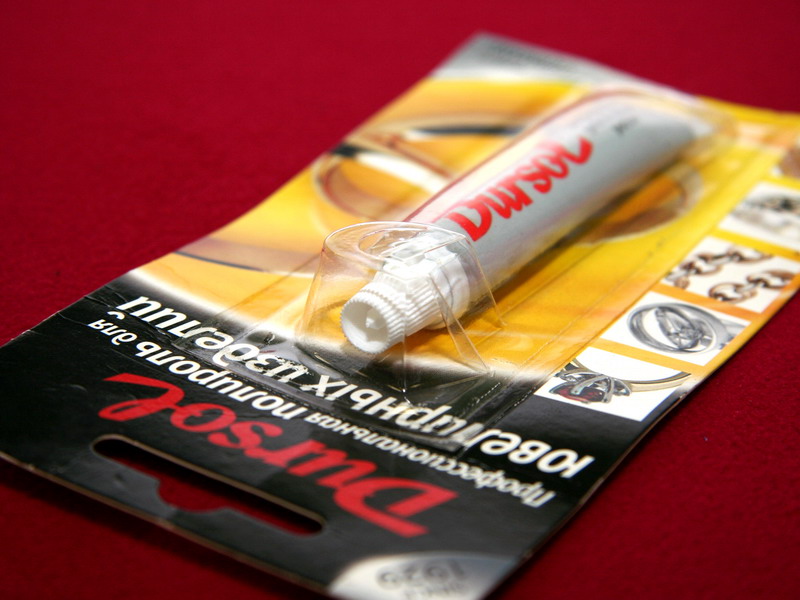 Dursol
Профессиональная полироль для
ювелирных изделий
Dursol